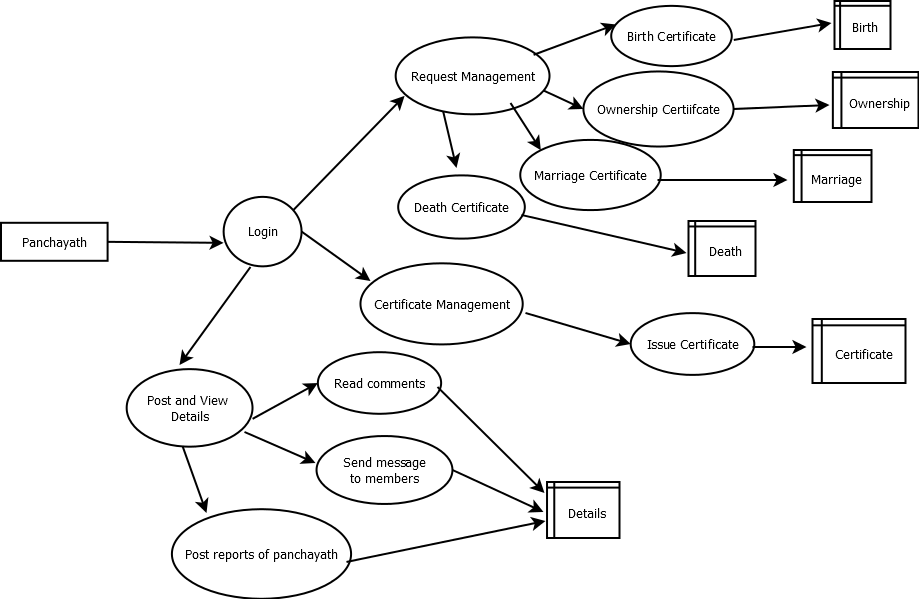 Birth Certificate
Birth
Request Management
Ownership Certiifcate
Ownership
Marriage Certificate
Marriage
Death Certificate
Death
Panchayath
Login
Certificate Management
Issue Certificate
Certificate
Post and View
Details
Read comments
Send message
to members
Details
Post reports of panchayath